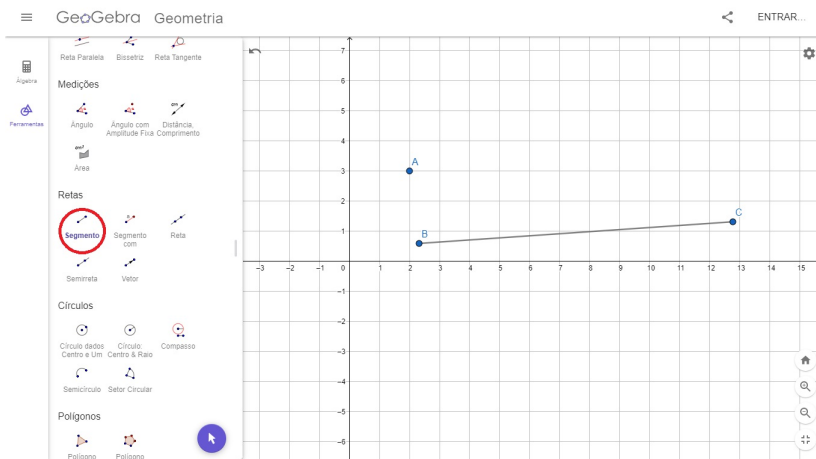 GeoGebra Geometria
ENTRAR...
Álgebra
Ferramentas
Reta Paralela Bissetriz Reta Tangente
Medições
Ângulo Ângulo com Amplitude Fixa Distância, Comprimento
Área
Retas
Segmento Segmento com Reta
Semirreta Vetor
Círculos
Círculo dados Centro e Um Círculo: Centro & Raio Compasso
Semicírculo Setor Circular
Polígonos
Polígono Polígono
7
6
5
4
3
2
1
A
B
C
−3 −2 −1 0 1 2 3 4 5 6 7 8 9 10 11 12 13 14 15
−1
−2
−3
−4
−5
−6